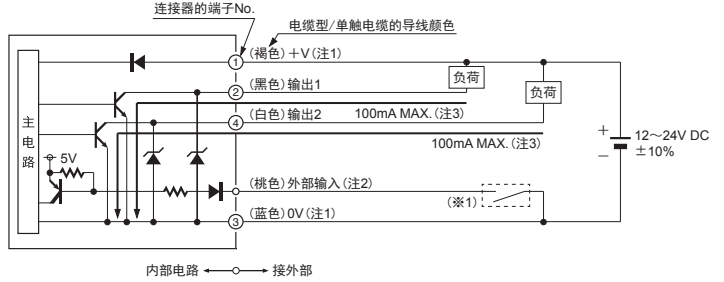 连接器的端子No.
电缆型/单触电缆的导线颜色
(褐色)+V(注1)
1
(黑色)输出1
2
负荷
负荷
(白色)输出2
4
100mA MAX.(注3)
100mA MAX.(注3)
主电路
5V
+
12～24V DC
−
±10%
(桃色)外部输入(注2)
(※1)
(蓝色)0V(注1)
3
内部电路
接外部